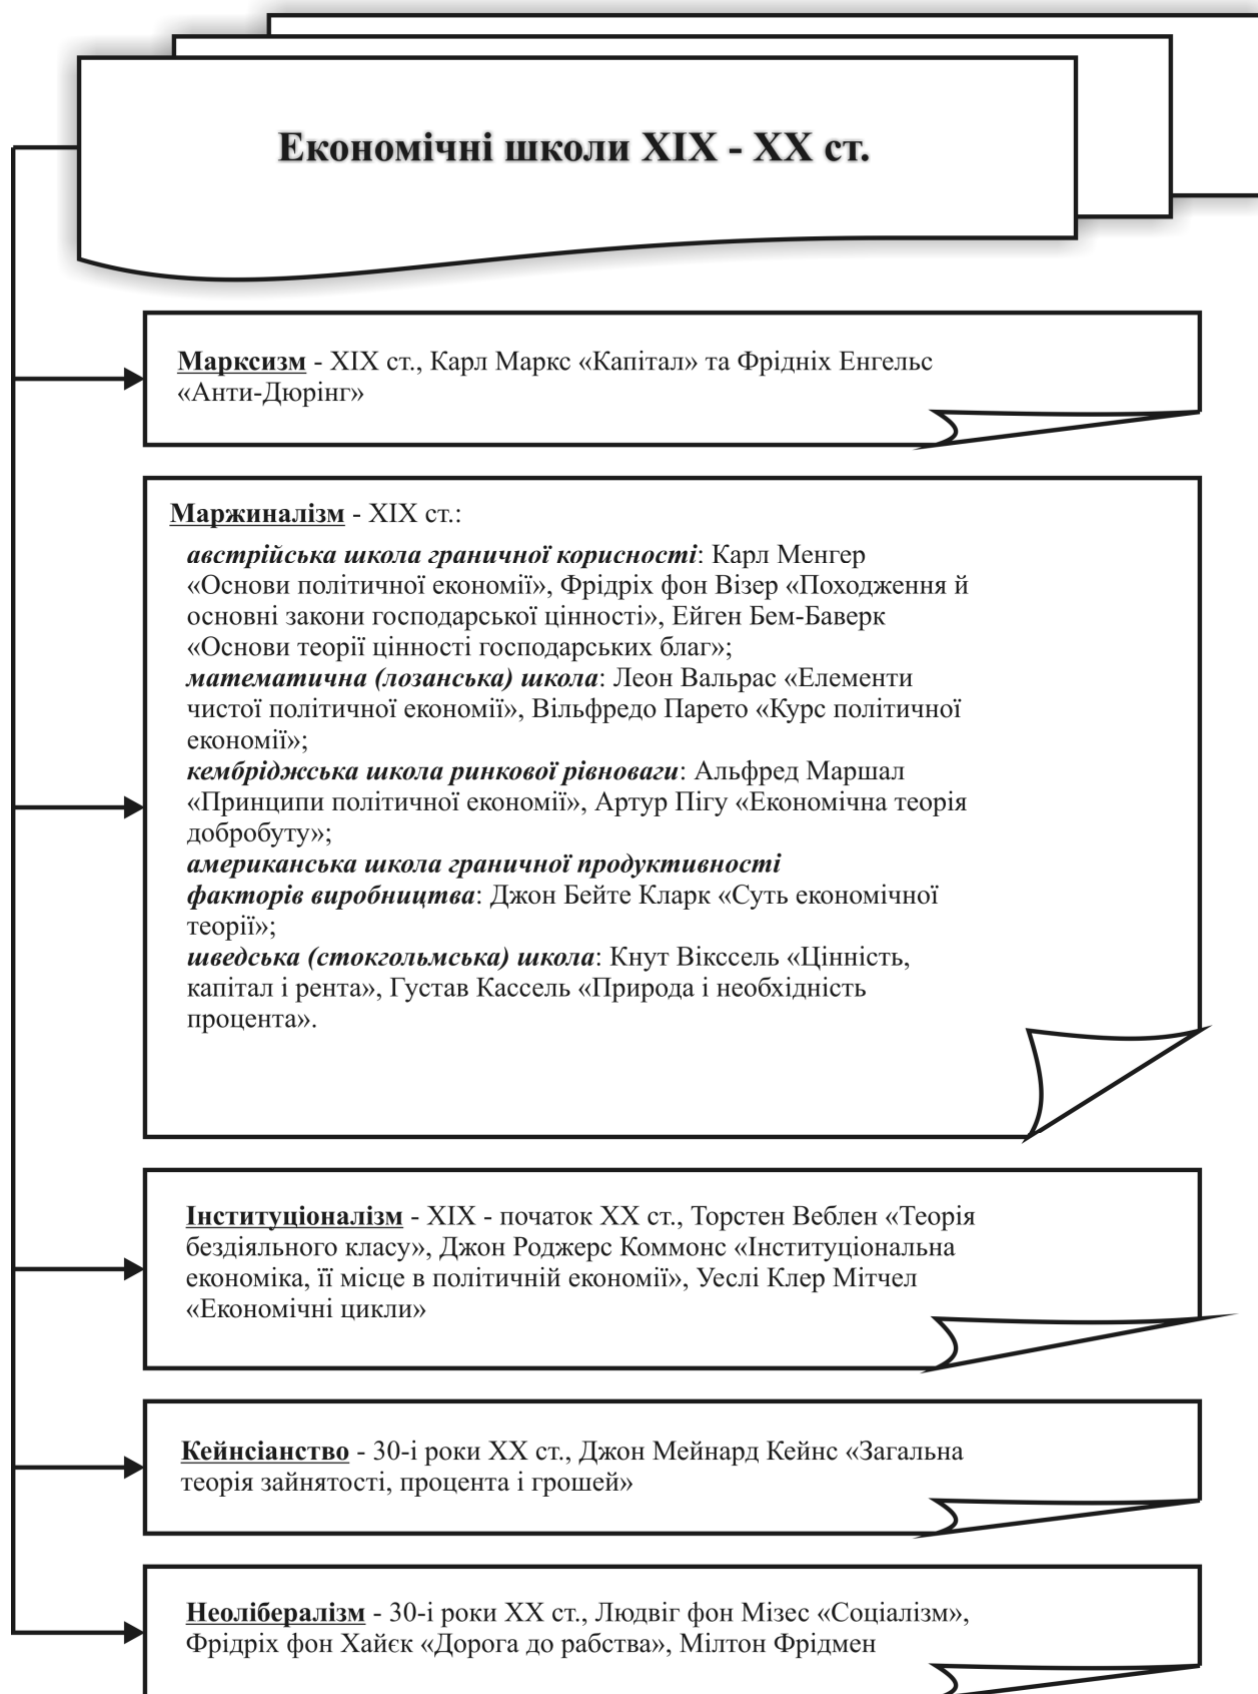 Економічні школи XIX - XX ст.
Марксизм - XIX ст., Карл Маркс «Капітал» та Фрідніх Енгельс
«Анти-Дюрінг»
Маржиналізм - XIX ст.:
австрійська школа граничної корисності: Карл Менгер
«Основи політичної економії», Фрідріх фон Візер «Походження й
основні закони господарської цінності», Ейген Бем-Баверк
«Основи теорії цінності господарських благ»;
математична (лозанська) школа: Леон Вальрас «Елементи
чистої політичної економії», Вільфредо Парето «Курс політичної
економії»;
кембріджська школа ринкової рівноваги: Альфред Маршал
«Принципи політичної економії», Артур Пігу «Економічна теорія
добробуту»;
американська школа граничної продуктивності
факторів виробництва: Джон Бейте Кларк «Суть економічної
теорії»;
шведська (стокгольмська) школа: Кнут Вікссель «Цінність,
капітал і рента», Густав Кассель «Природа і необхідність
процента».
Інституціоналізм - XIX - початок XX ст., Торстен Веблен «Теорія
бездіяльного класу», Джон Роджерс Коммонс «Інституціональна
економіка, її місце в політичній економії», Уеслі Клер Мітчел
«Економічні цикли»
Кейнсіанство - 30-і роки XX ст., Джон Мейнард Кейнс «Загальна
теорія зайнятості, процента і грошей»
Неолібералізм - 30-і роки XX ст., Людвіг фон Мізес «Соціалізм»,
Фрідріх фон Хайєк «Дорога до рабства», Мілтон Фрідмен